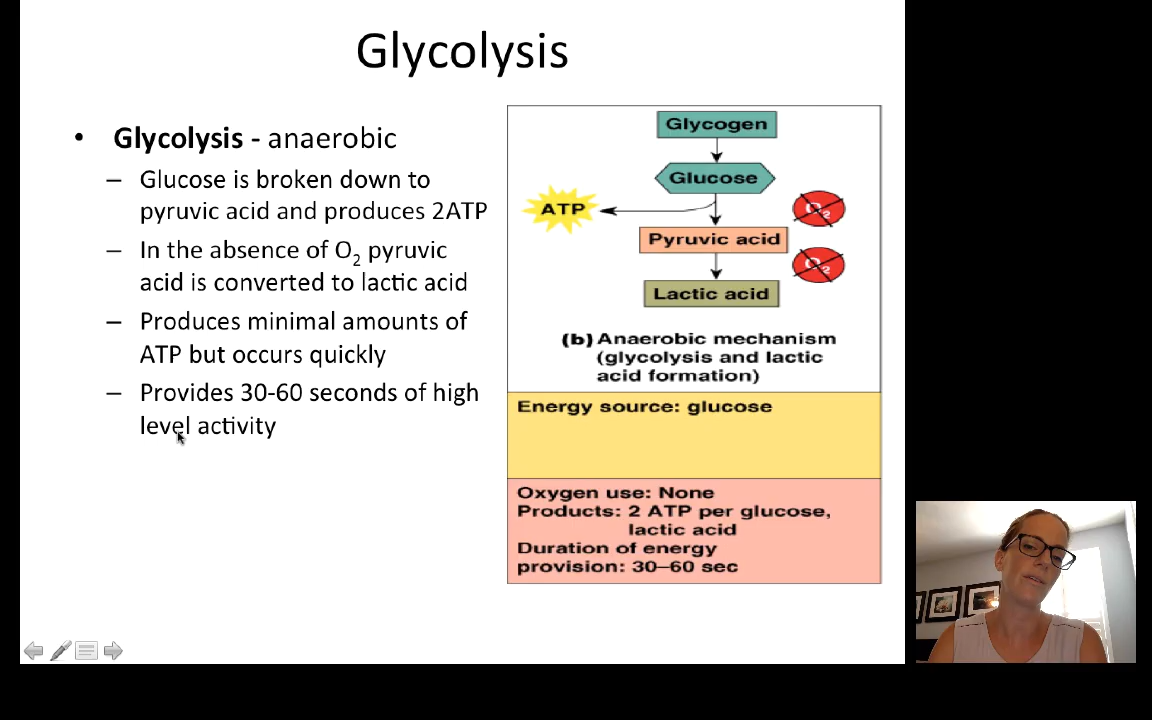 Glycolysis
• Glycolysis - anaerobic
– Glucose is broken down to
pyruvic acid and produces 2ATP
– In the absence of O₂ pyruvic
acid is converted to lactic acid
– Produces minimal amounts of
ATP but occurs quickly
– Provides 30-60 seconds of high
level activity
Glycogen
Glucose
O₂
ATP
Pyruvic acid
O₂
Lactic acid
(b) Anaerobic mechanism
(glycolysis and lactic
acid formation)
Energy source: glucose
Oxygen use: None
Products: 2 ATP per glucose,
lactic acid
Duration of energy
provision: 30–60 sec